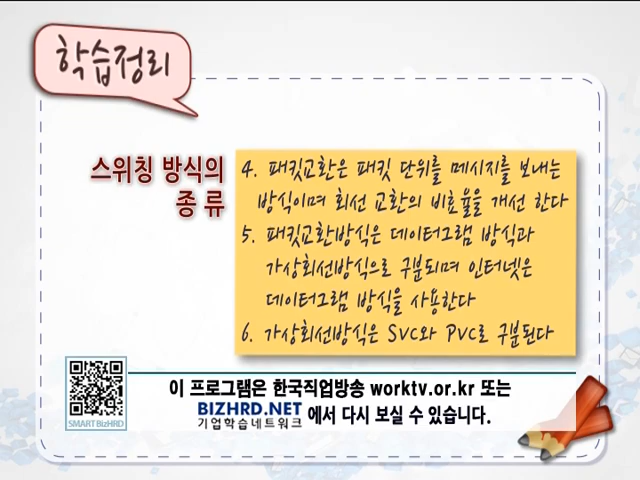 학습정리
스위칭 방식의
종 류
4. 패킷교환은 패킷 단위를 메시지를 보내는
방식이며 회선 교환의 비효율을 개선 한다
5. 패킷교환방식은 데이터그램 방식과
가상회선방식으로 구분되며 인터넷은
데이터그램 방식을 사용한다
6. 가상회선방식은 SVC와 PVC로 구분된다
이 프로그램은 한국직업방송 worktv.or.kr 또는
BIZHRD.NET
기업학습네트워크
에서 다시 보실 수 있습니다.
SMART BizHRD